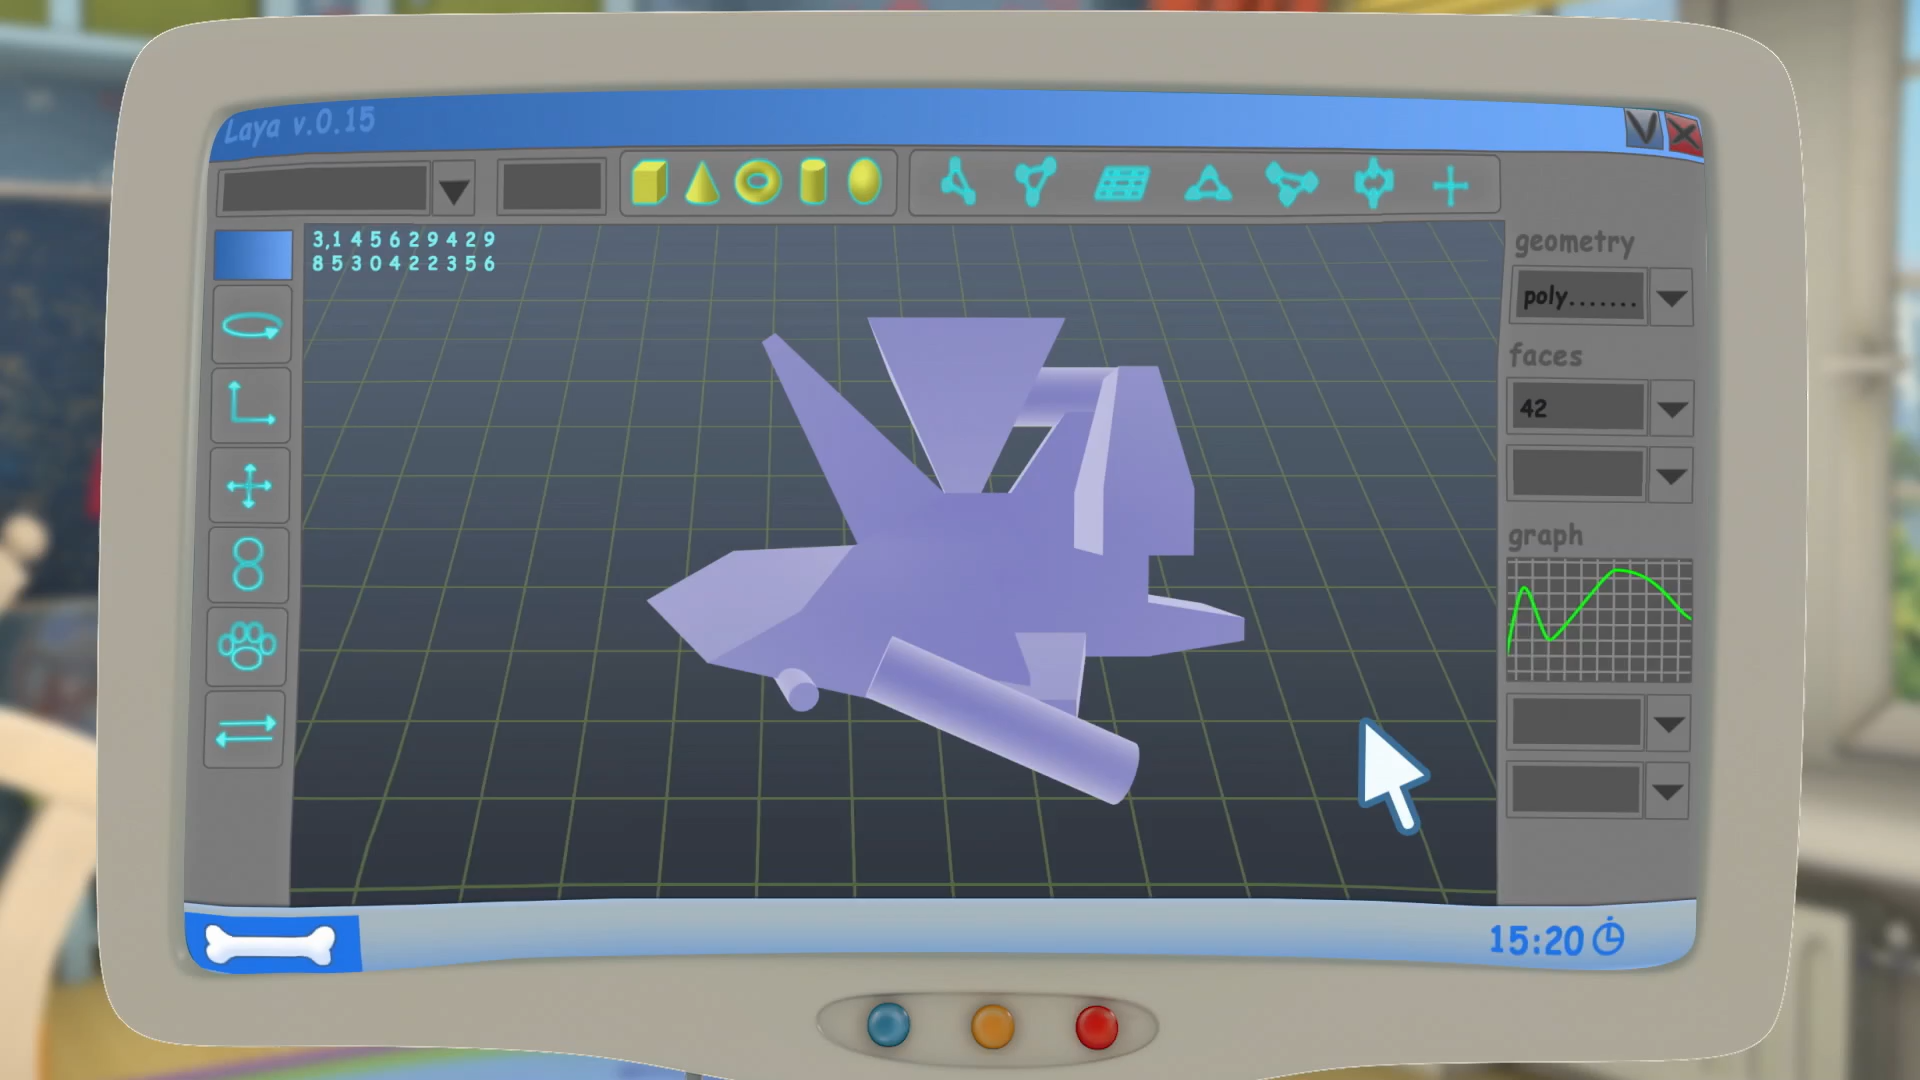 Laya v.0.15
3,1 4 5 6 2 9 4 2 9
8 5 3 0 4 2 2 3 5 6
geometry
poly.......
faces
42
graph
15:20